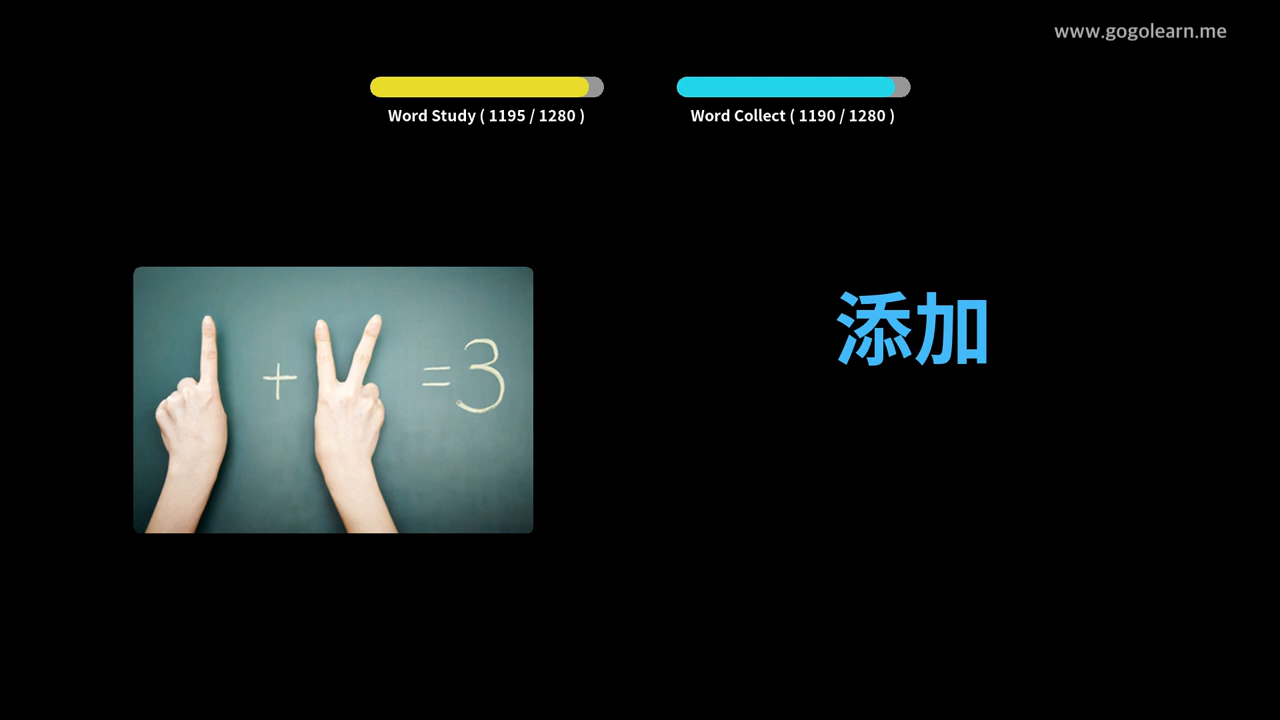 www.gogolearn.me
Word Study ( 1195 / 1280 )
Word Collect ( 1190 / 1280 )
添加
+ =3